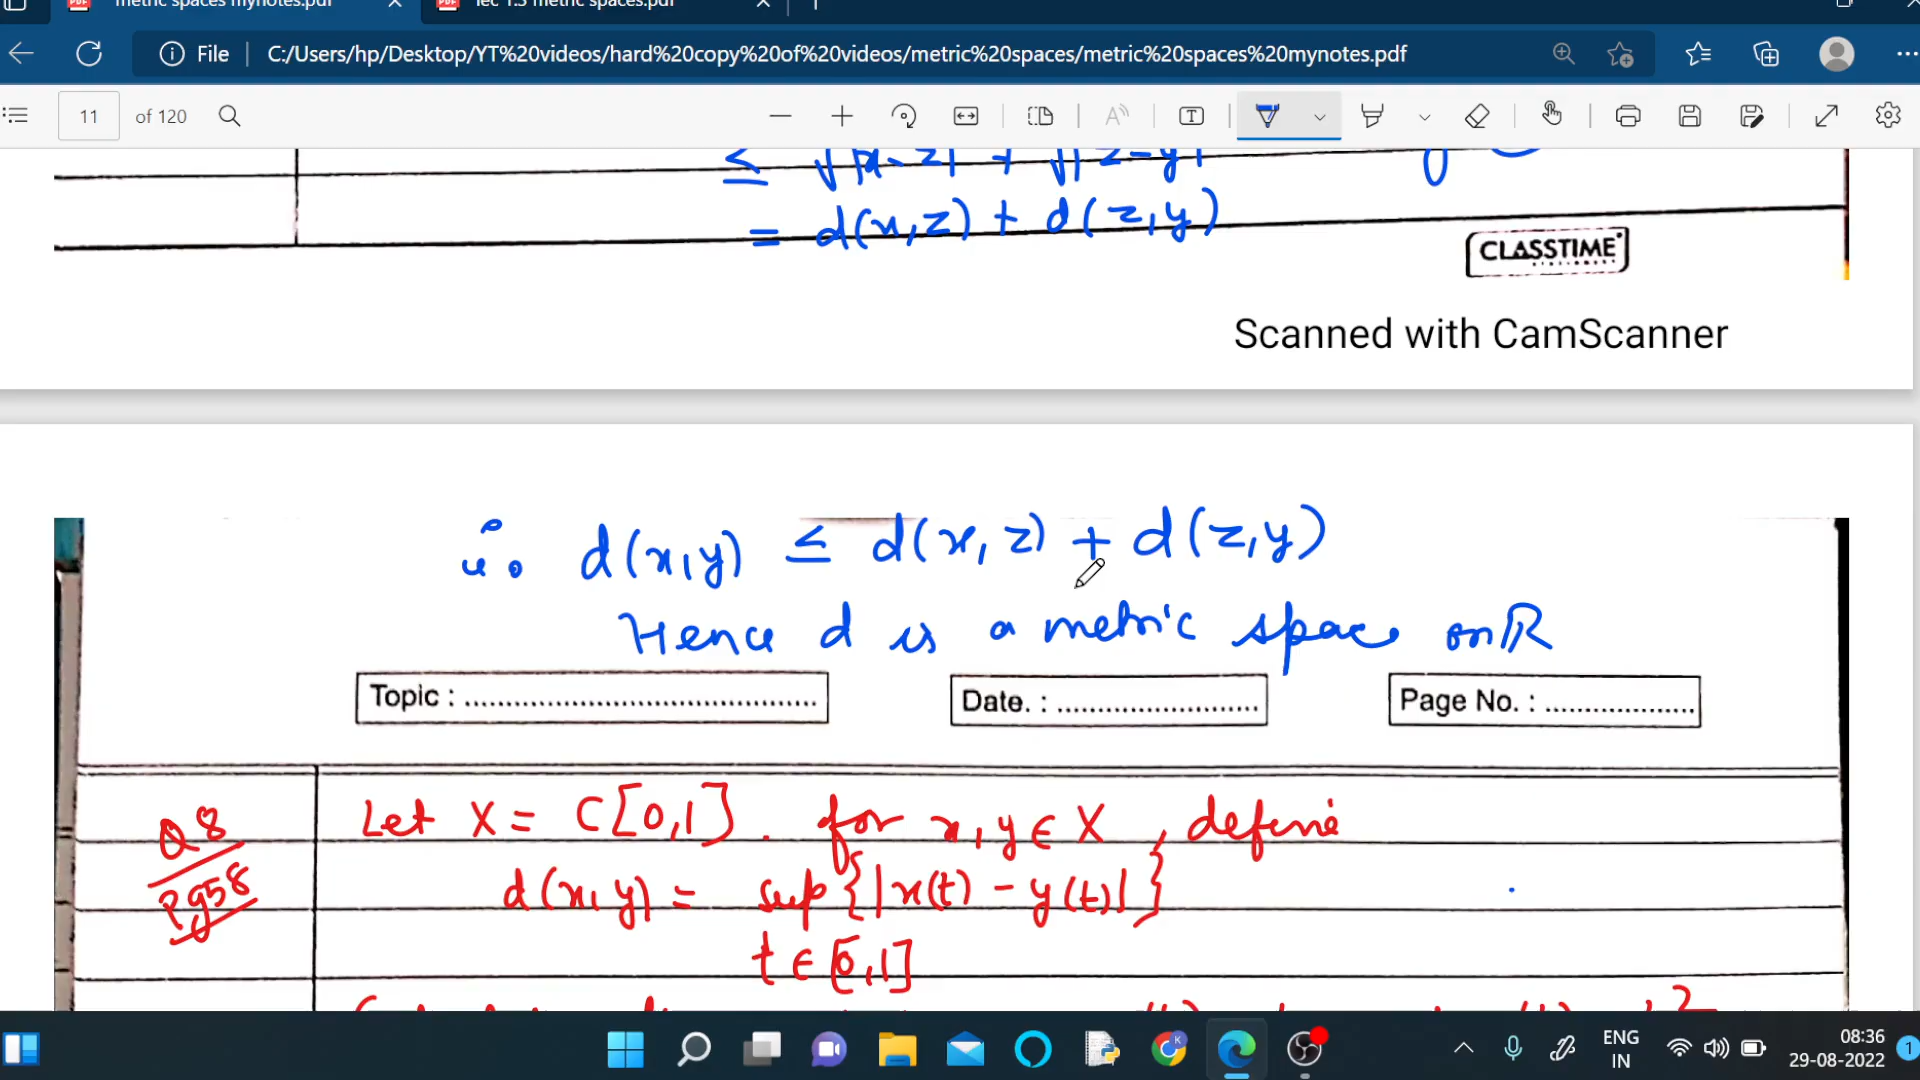 metric spaces mynotes.pdf
lec 1.3 metric spaces.pdf
File
C:/Users/hp/Desktop/YT%20videos/hard%20copy%20of%20videos/metric%20spaces/metric%20spaces%20mynotes.pdf
11 of 120
≤ √|x-z| + √|z-y|
= d(x,z) + d(z,y)
CLASSTIME
Scanned with CamScanner
d(x,y) ≤ d(x,z) + d(z,y)
Hence d is a metric space on ℝ
Topic : ........................................
Date. : ........................
Page No. : ..................
Q8
Pg58
Let X = C[0,1]. for x,y ∈ X, define
d(x,y) = sup{|x(t) - y(t)|}
t ∈ [0,1]
ENG
IN
08:36
29-08-2022
1